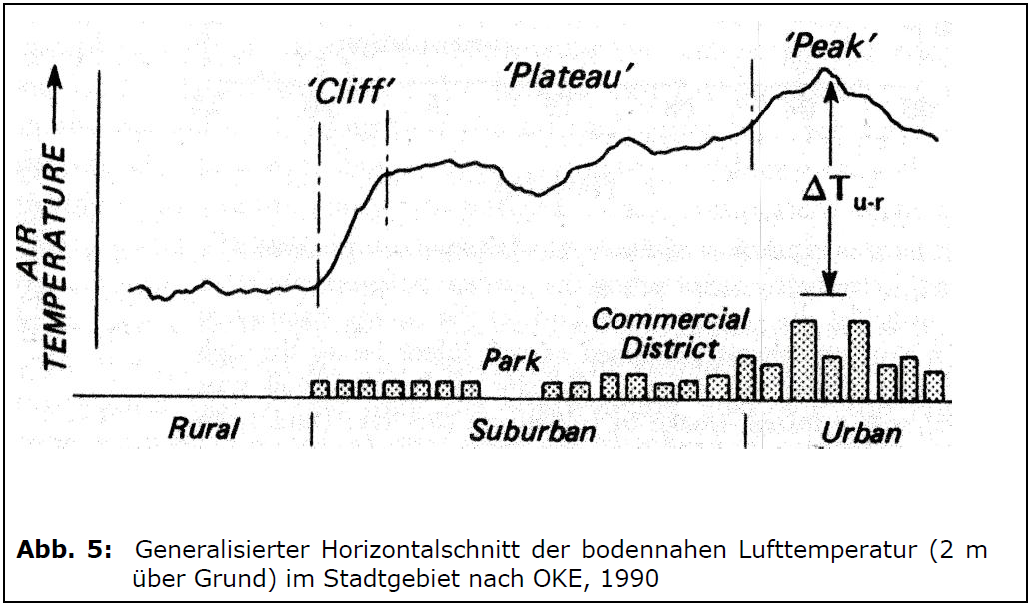 'Peak'
'Plateau'
'Cliff'
AIR
TEMPERATURE
ΔTu-r
Commercial
District
Park
Rural
Suburban
Urban
Abb. 5: Generalisierter Horizontalschnitt der bodennahen Lufttemperatur (2 m
über Grund) im Stadtgebiet nach OKE, 1990